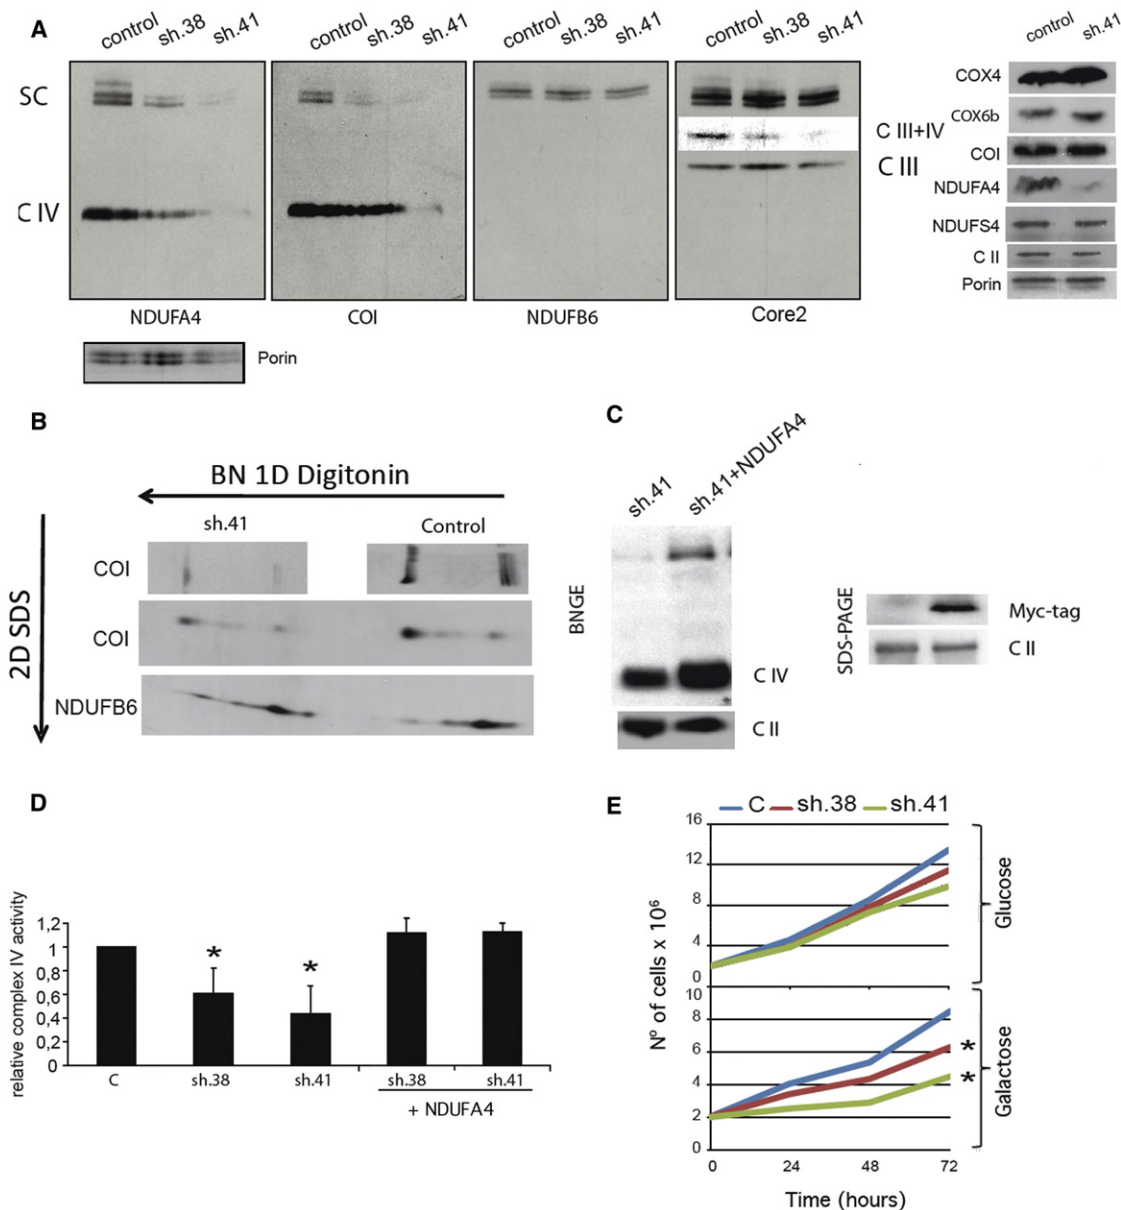 A
control sh.38 sh.41
control sh.38 sh.41
control sh.38 sh.41
control sh.38 sh.41
SC
C IV
NDUFA4
COI
NDUFB6
Core2
C III+IV
C III
Porin
control sh.41
COX4
COX6b
COI
NDUFA4
NDUFS4
C II
Porin
B
BN 1D Digitonin
2D SDS
sh.41
Control
COI
COI
NDUFB6
C
sh.41
sh.41+NDUFA4
BNGE
C IV
C II
SDS-PAGE
Myc-tag
C II
D
relative complex IV activity
1,2
1
0,8
0,6
0,4
0,2
0
*
*
C sh.38 sh.41 sh.38 sh.41
+ NDUFA4
E
C sh.38 sh.41
Nº of cells x 10⁶
16
12
8
4
0
Glucose
10
8
6
4
2
0
*
*
Galactose
0 24 48 72
Time (hours)